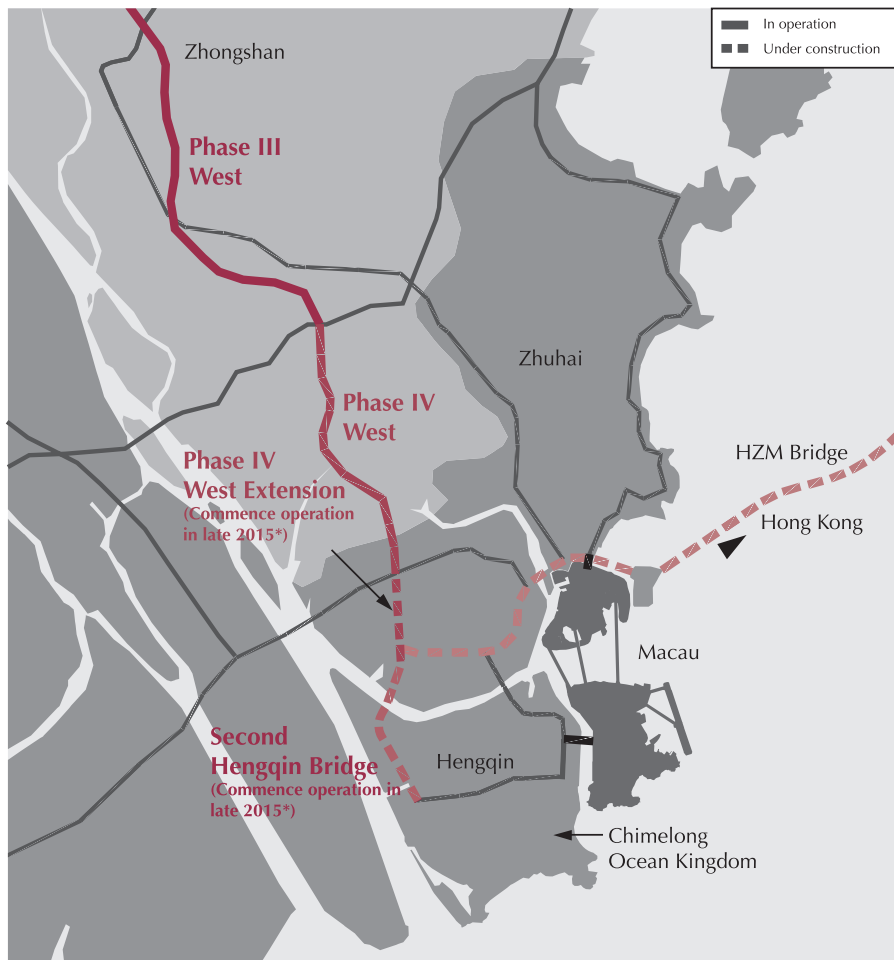 In operation
Under construction
Zhongshan
Phase III
West
Zhuhai
Phase IV
West
HZM Bridge
Phase IV
West Extension
(Commence operation
in late 2015*)
Hong Kong
Macau
Second
Hengqin Bridge
(Commence operation in
late 2015*)
Hengqin
Chimelong
Ocean Kingdom